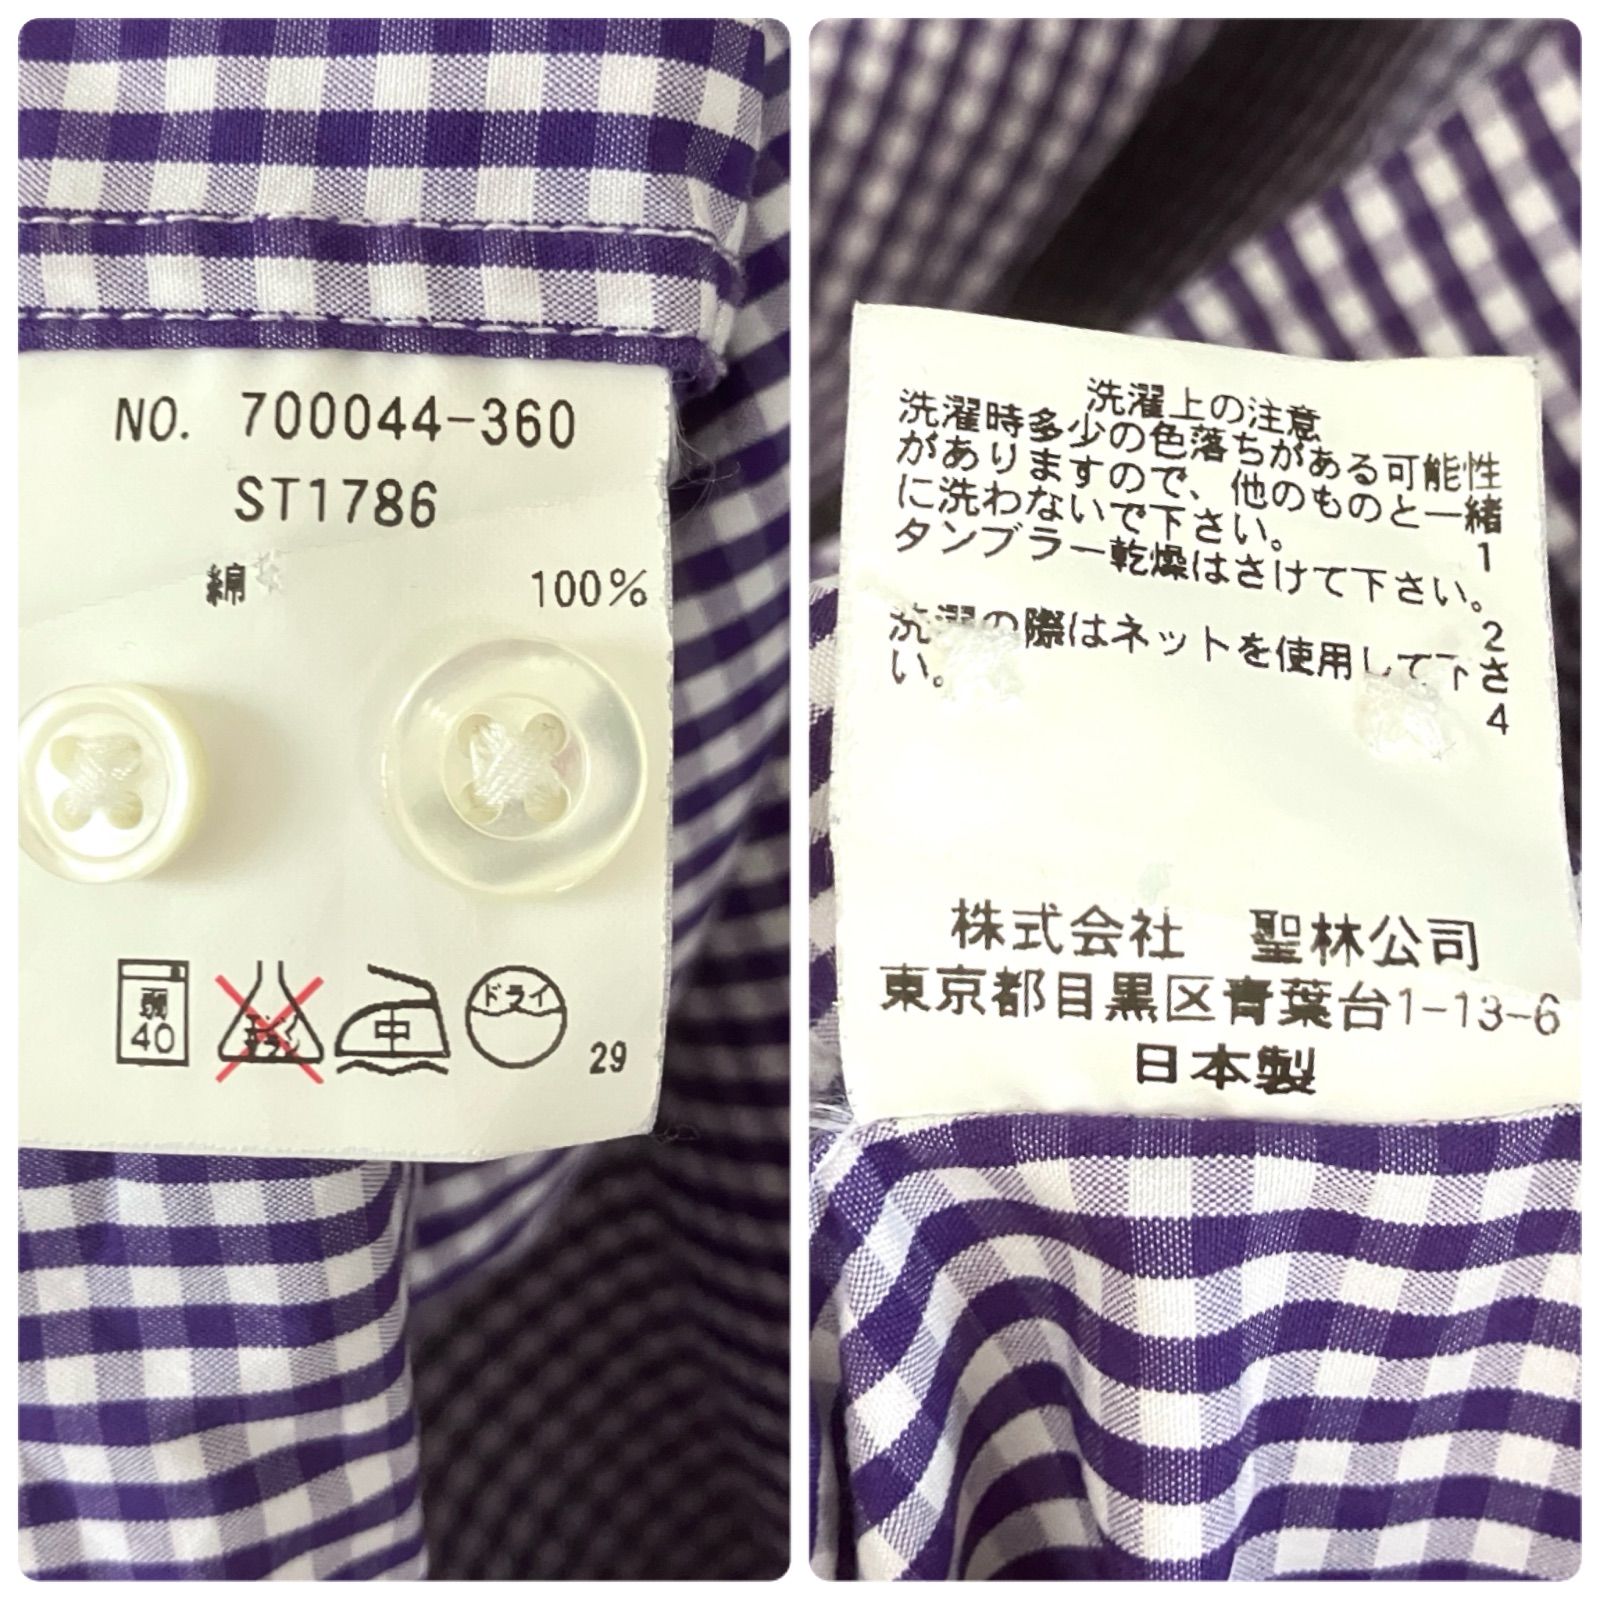 NO. 700044-360
ST1786
綿 100%
弱
40
中
ドライ
29
洗濯上の注意
洗濯時多少の色落ちがある可能性
がありますので、他のものと一緒
に洗わないで下さい。 1
タンブラー乾燥はさけて下さい。
2
洗濯の際はネットを使用して下さ
い。
4
株式会社 聖林公司
東京都目黒区青葉台1-13-6
日本製